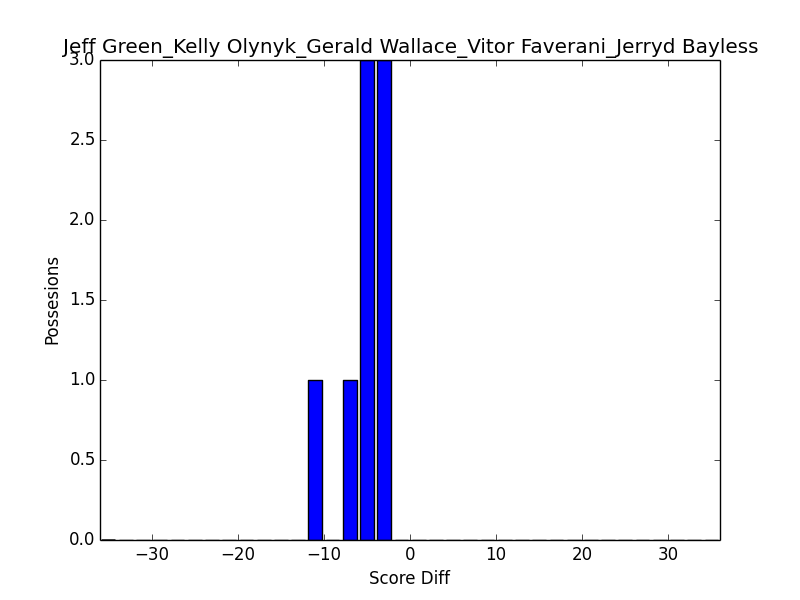 Jeff Green_Kelly Olynyk_Gerald Wallace_Vitor Faverani_Jerryd Bayless
3.0
2.5
2.0
1.5
1.0
0.5
0.0
Possesions
−30 −20 −10 0 10 20 30
Score Diff